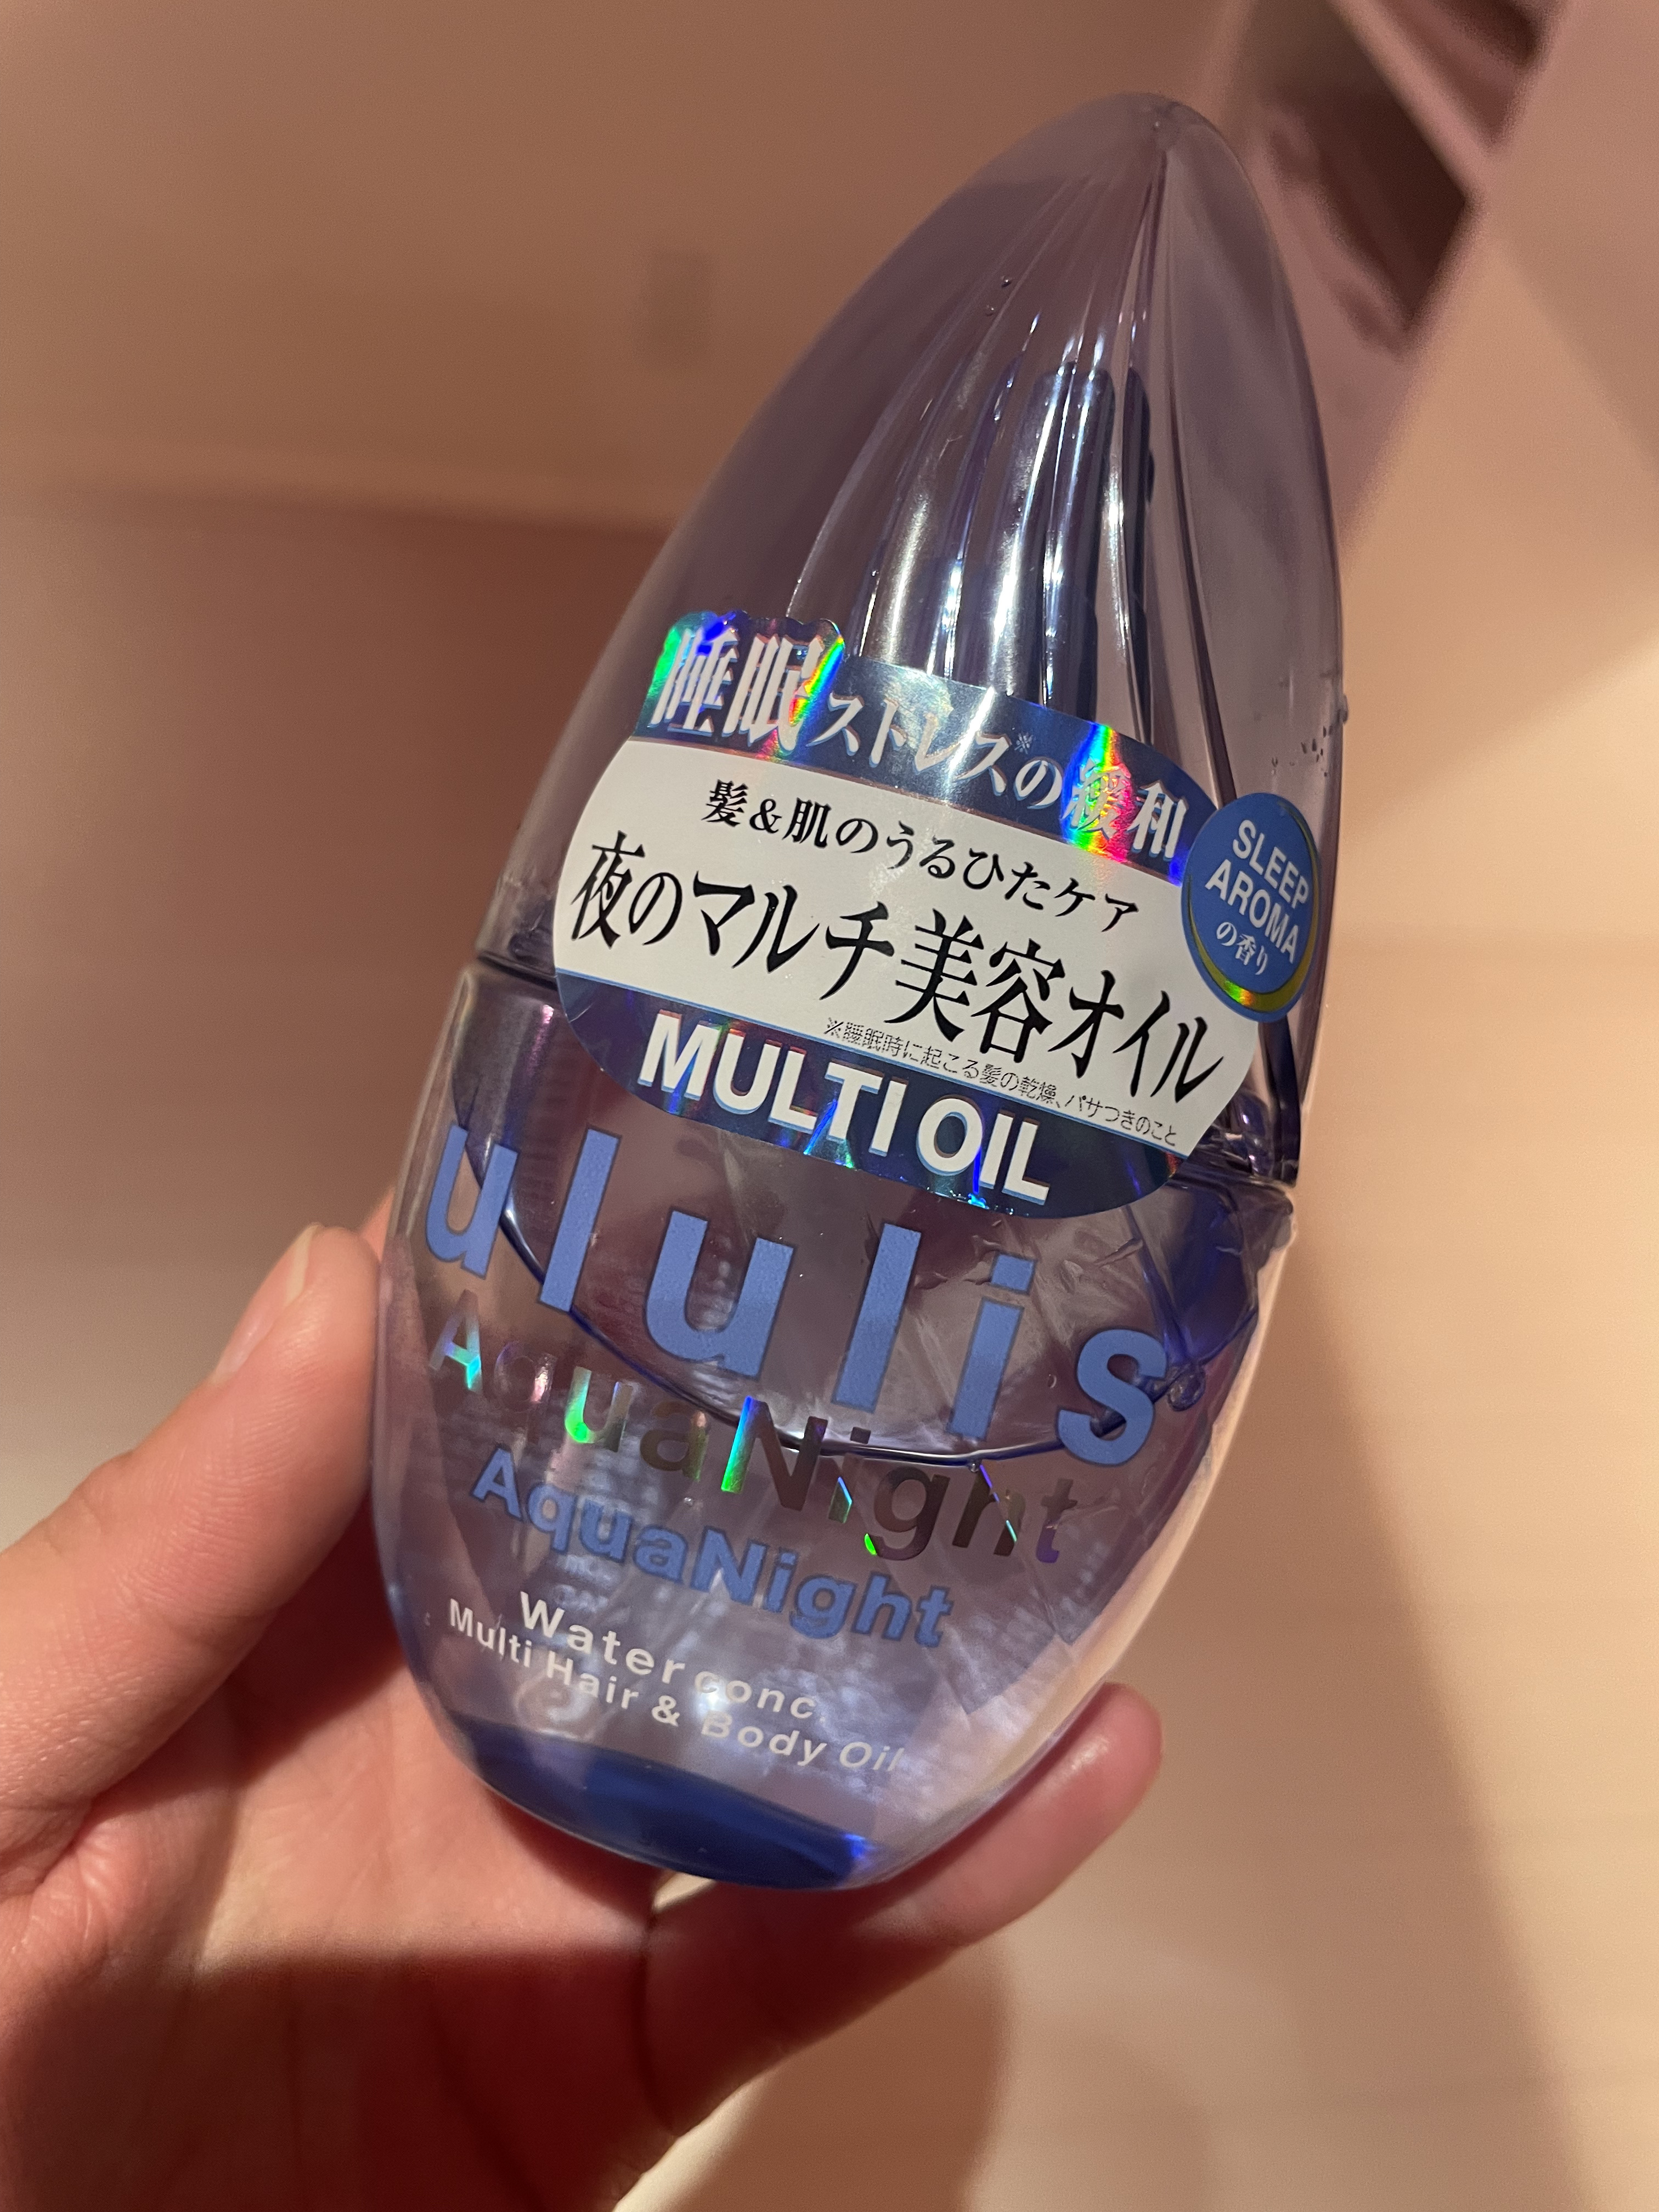 睡眠ストレス※の緩和
髪&肌のうるひたケア
夜のマルチ美容オイル
※睡眠時に起こる髪の乾燥、パサつきのこと
MULTI OIL
SLEEP
AROMA
の香り
ululis
AquaNight
AquaNight
Water conc
Multi Hair & Body Oil